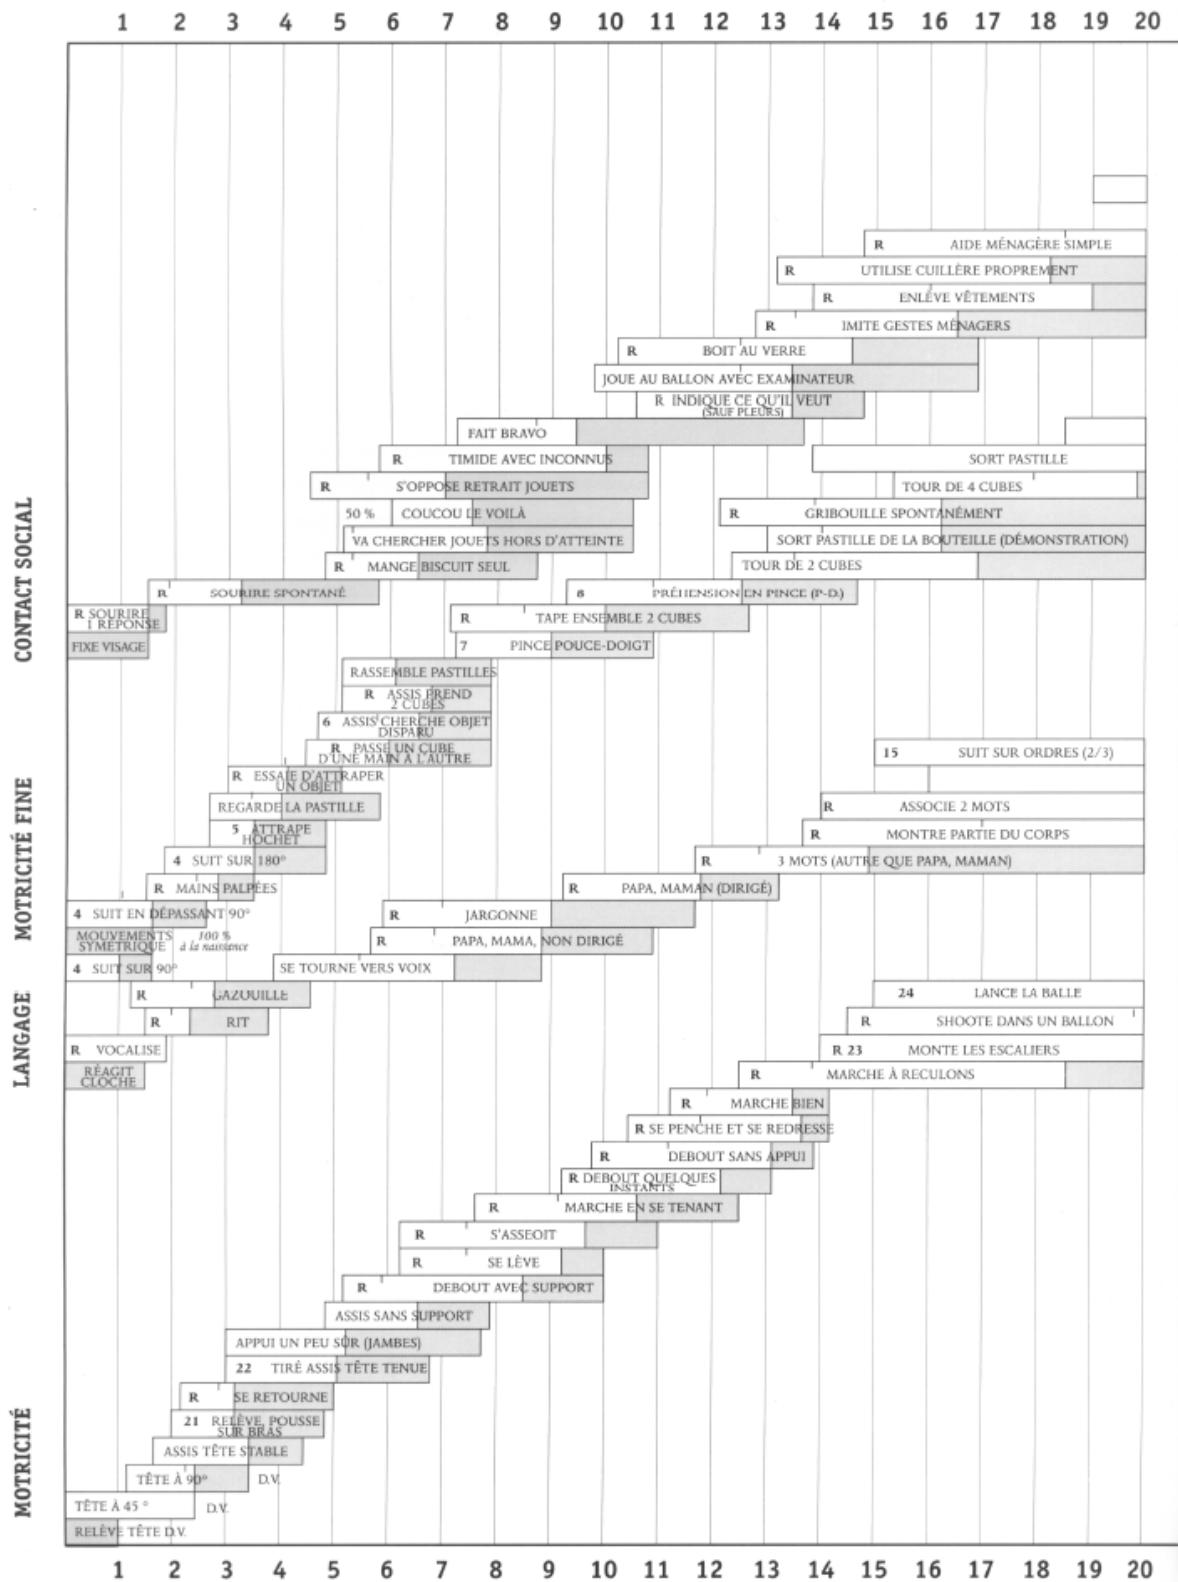 1 2 3 4 5 6 7 8 9 10 11 12 13 14 15 16 17 18 19 20
R AIDE MÉNAGÈRE SIMPLE
R UTILISE CUILLÈRE PROPREMENT
R ENLÈVE VÊTEMENTS
R IMITE GESTES MÉNAGERS
R BOIT AU VERRE
JOUE AU BALLON AVEC EXAMINATEUR
R INDIQUE CE QU'IL VEUT
(SAUF PLEURS)
FAIT BRAVO
R TIMIDE AVEC INCONNUS
SORT PASTILLE
R S'OPPOSE RETRAIT JOUETS
TOUR DE 4 CUBES
50 % COUCOU LE VOILÀ
R GRIBOUILLE SPONTANÉMENT
VA CHERCHER JOUETS HORS D'ATTEINTE
SORT PASTILLE DE LA BOUTEILLE (DÉMONSTRATION)
R MANGE BISCUIT SEUL
TOUR DE 2 CUBES
CONTACT SOCIAL
R SOURIRE SPONTANÉ
8 PRÉHENSION EN PINCE (P-D.)
R SOURIRE
1 RÉPONSE
R TAPE ENSEMBLE 2 CUBES
FIXE VISAGE
7 PINCE POUCE-DOIGT
RASSEMBLE PASTILLES
R ASSIS PREND
2 CUBES
6 ASSIS CHERCHE OBJET
DISPARU
R PASSE UN CUBE
D'UNE MAIN À L'AUTRE
15 SUIT SUR ORDRES (2/3)
R ESSAIE D'ATTRAPER
UN OBJET
MOTRICITÉ FINE
REGARDE LA PASTILLE
R ASSOCIE 2 MOTS
5 ATTRAPE
HOCHET
R MONTRE PARTIE DU CORPS
4 SUIT SUR 180°
R 3 MOTS (AUTRE QUE PAPA, MAMAN)
R MAINS PALPÉES
R PAPA, MAMAN (DIRIGÉ)
4 SUIT EN DÉPASSANT 90°
R JARGONNE
MOUVEMENTS
SYMETRIQUE
100 %
à la naissance
R PAPA, MAMA, NON DIRIGÉ
4 SUIT SUR 90°
SE TOURNE VERS VOIX
LANGAGE
R GAZOUILLE
24 LANCE LA BALLE
R RIT
R SHOOTE DANS UN BALLON
R VOCALISE
R 23 MONTE LES ESCALIERS
RÉAGIT
CLOCHE
R MARCHE À RECULONS
R MARCHE BIEN
R SE PENCHE ET SE REDRESSE
R DEBOUT SANS APPUI
R DEBOUT QUELQUES
INSTANTS
R MARCHE EN SE TENANT
R S'ASSEOIT
R SE LÈVE
R DEBOUT AVEC SUPPORT
ASSIS SANS SUPPORT
APPUI UN PEU SÛR (JAMBES)
22 TIRÉ ASSIS TÊTE TENUE
MOTRICITÉ
R SE RETOURNE
21 RELÈVE, POUSSE
SUR BRAS
ASSIS TÊTE STABLE
TÊTE À 90° D.V.
TÊTE À 45 ° D.V.
RELÈVE TÊTE D.V.
1 2 3 4 5 6 7 8 9 10 11 12 13 14 15 16 17 18 19 20